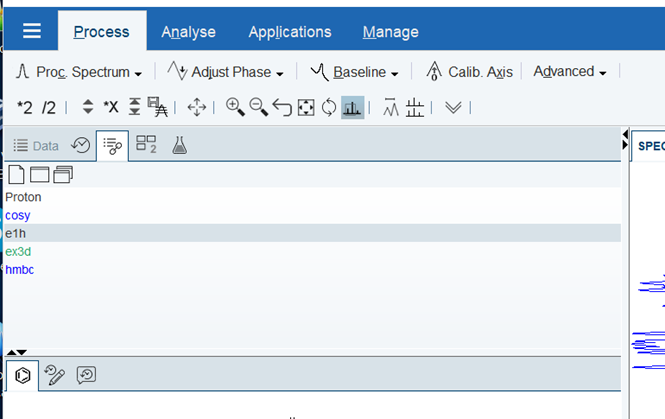 Process Analyse Applications Manage
Proc. Spectrum Adjust Phase Baseline Calib. Axis Advanced
*2 /2 *X
Data 2
SPEC
Proton
cosy
e1h
ex3d
hmbc